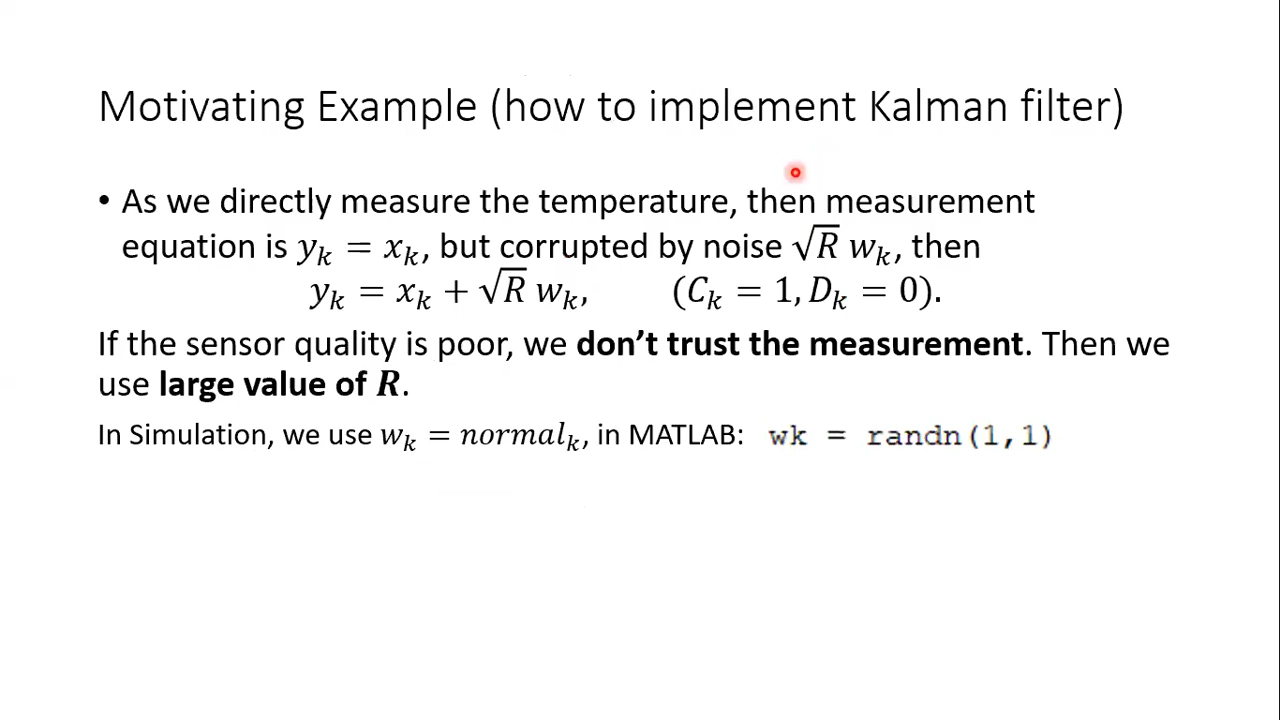 Motivating Example (how to implement Kalman filter)
• As we directly measure the temperature, then measurement
equation is 𝑦ₖ = 𝑥ₖ, but corrupted by noise √𝑅 𝑤ₖ, then
𝑦ₖ = 𝑥ₖ + √𝑅 𝑤ₖ, (𝐶ₖ = 1, 𝐷ₖ = 0).
If the sensor quality is poor, we don’t trust the measurement. Then we
use large value of 𝑹.
In Simulation, we use 𝑤ₖ = 𝑛𝑜𝑟𝑚𝑎𝑙ₖ, in MATLAB: wk = randn(1,1)